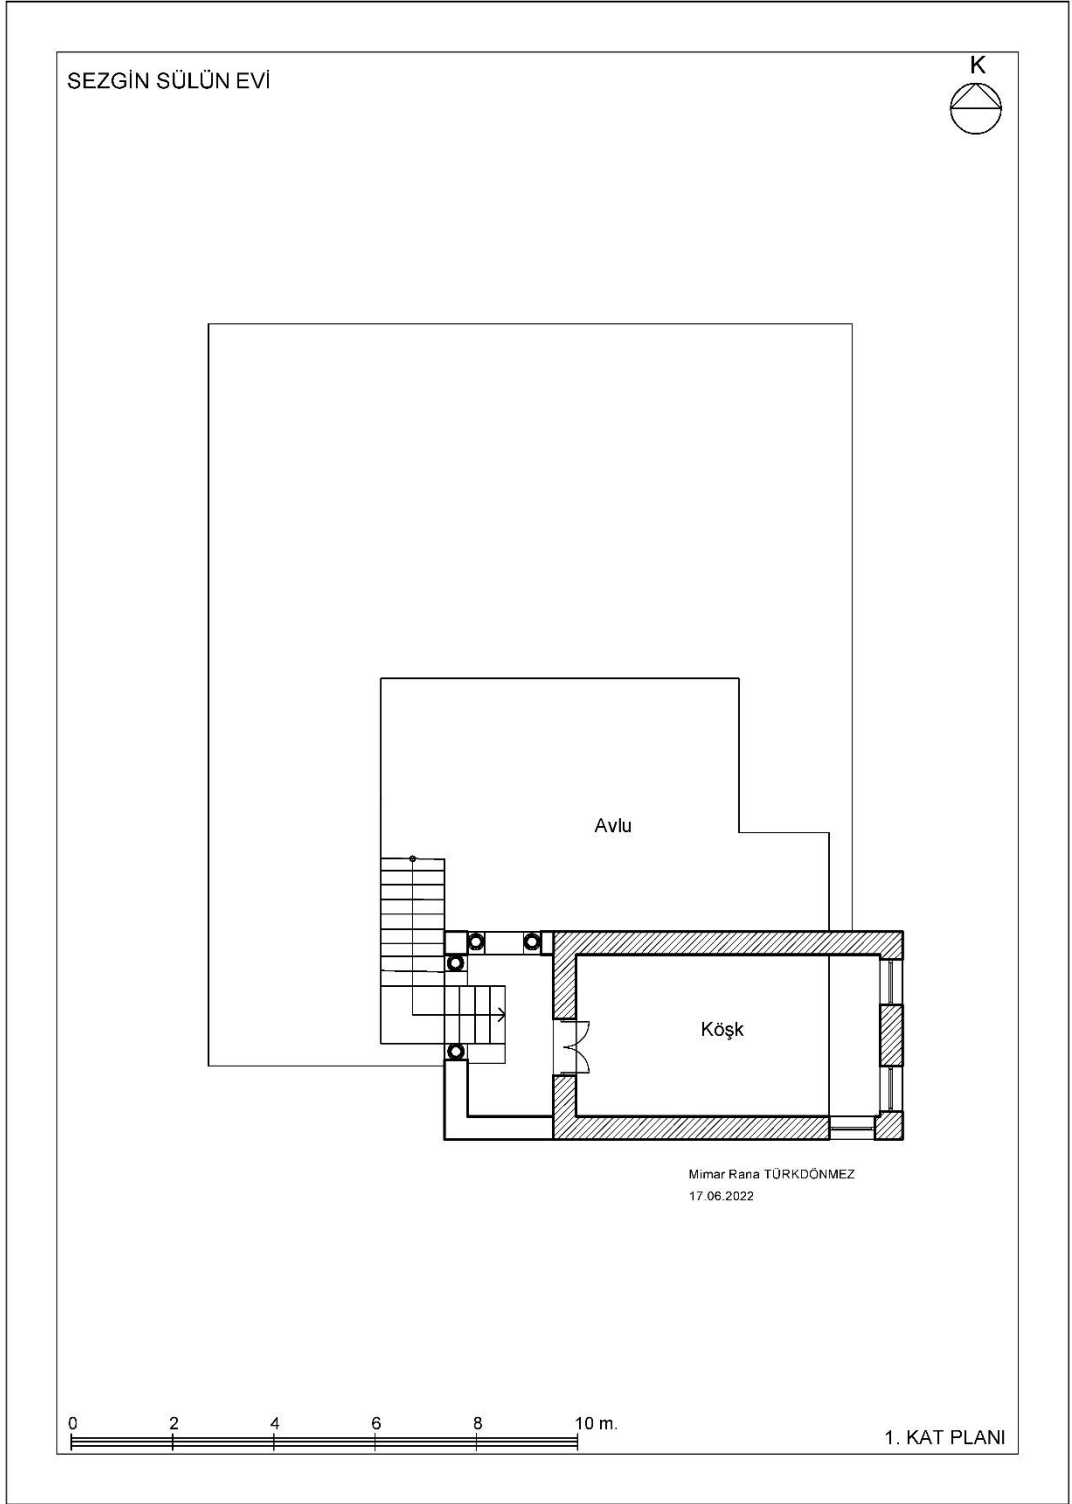 SEZGİN SÜLÜN EVİ
K
Avlu
Köşk
Mimar Rana TÜRKDÖNMEZ
17.06.2022
0 2 4 6 8 10 m.
1. KAT PLANI